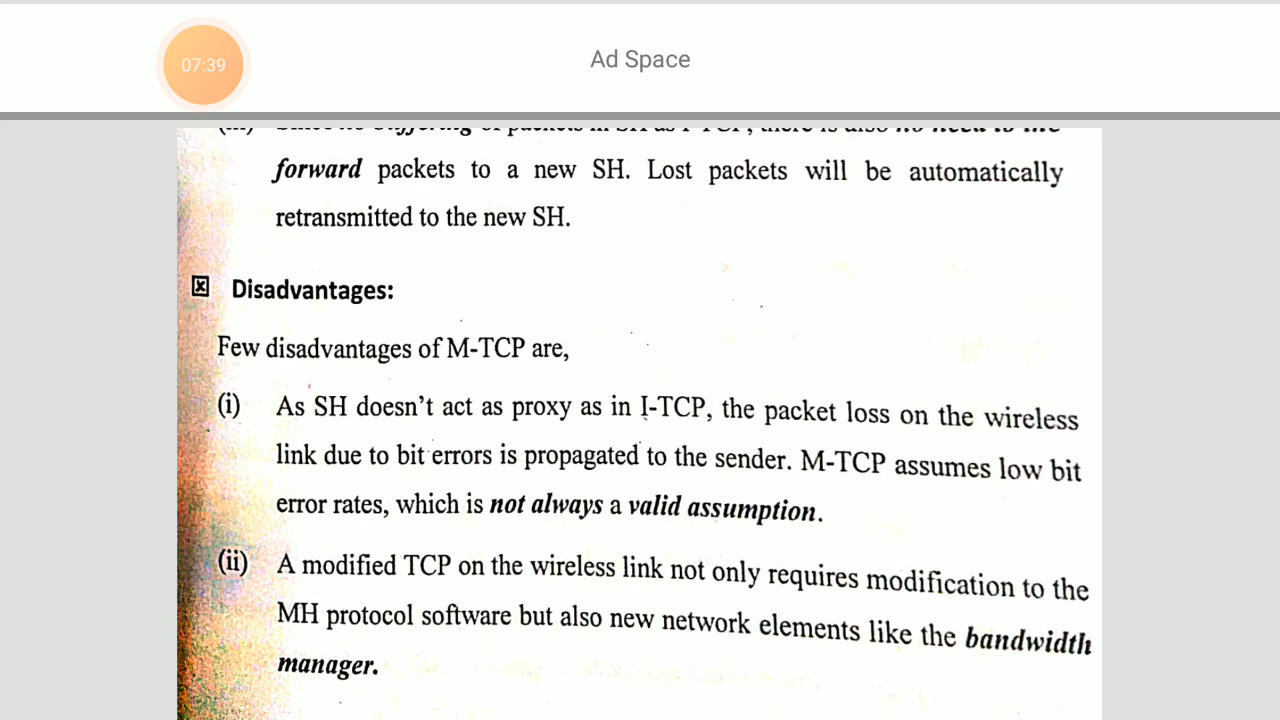 07:39
Ad Space
forward packets to a new SH. Lost packets will be automatically
retransmitted to the new SH.
Disadvantages:
Few disadvantages of M-TCP are,
(i) As SH doesn't act as proxy as in I-TCP, the packet loss on the wireless
link due to bit errors is propagated to the sender. M-TCP assumes low bit
error rates, which is not always a valid assumption.
(ii) A modified TCP on the wireless link not only requires modification to the
MH protocol software but also new network elements like the bandwidth
manager.